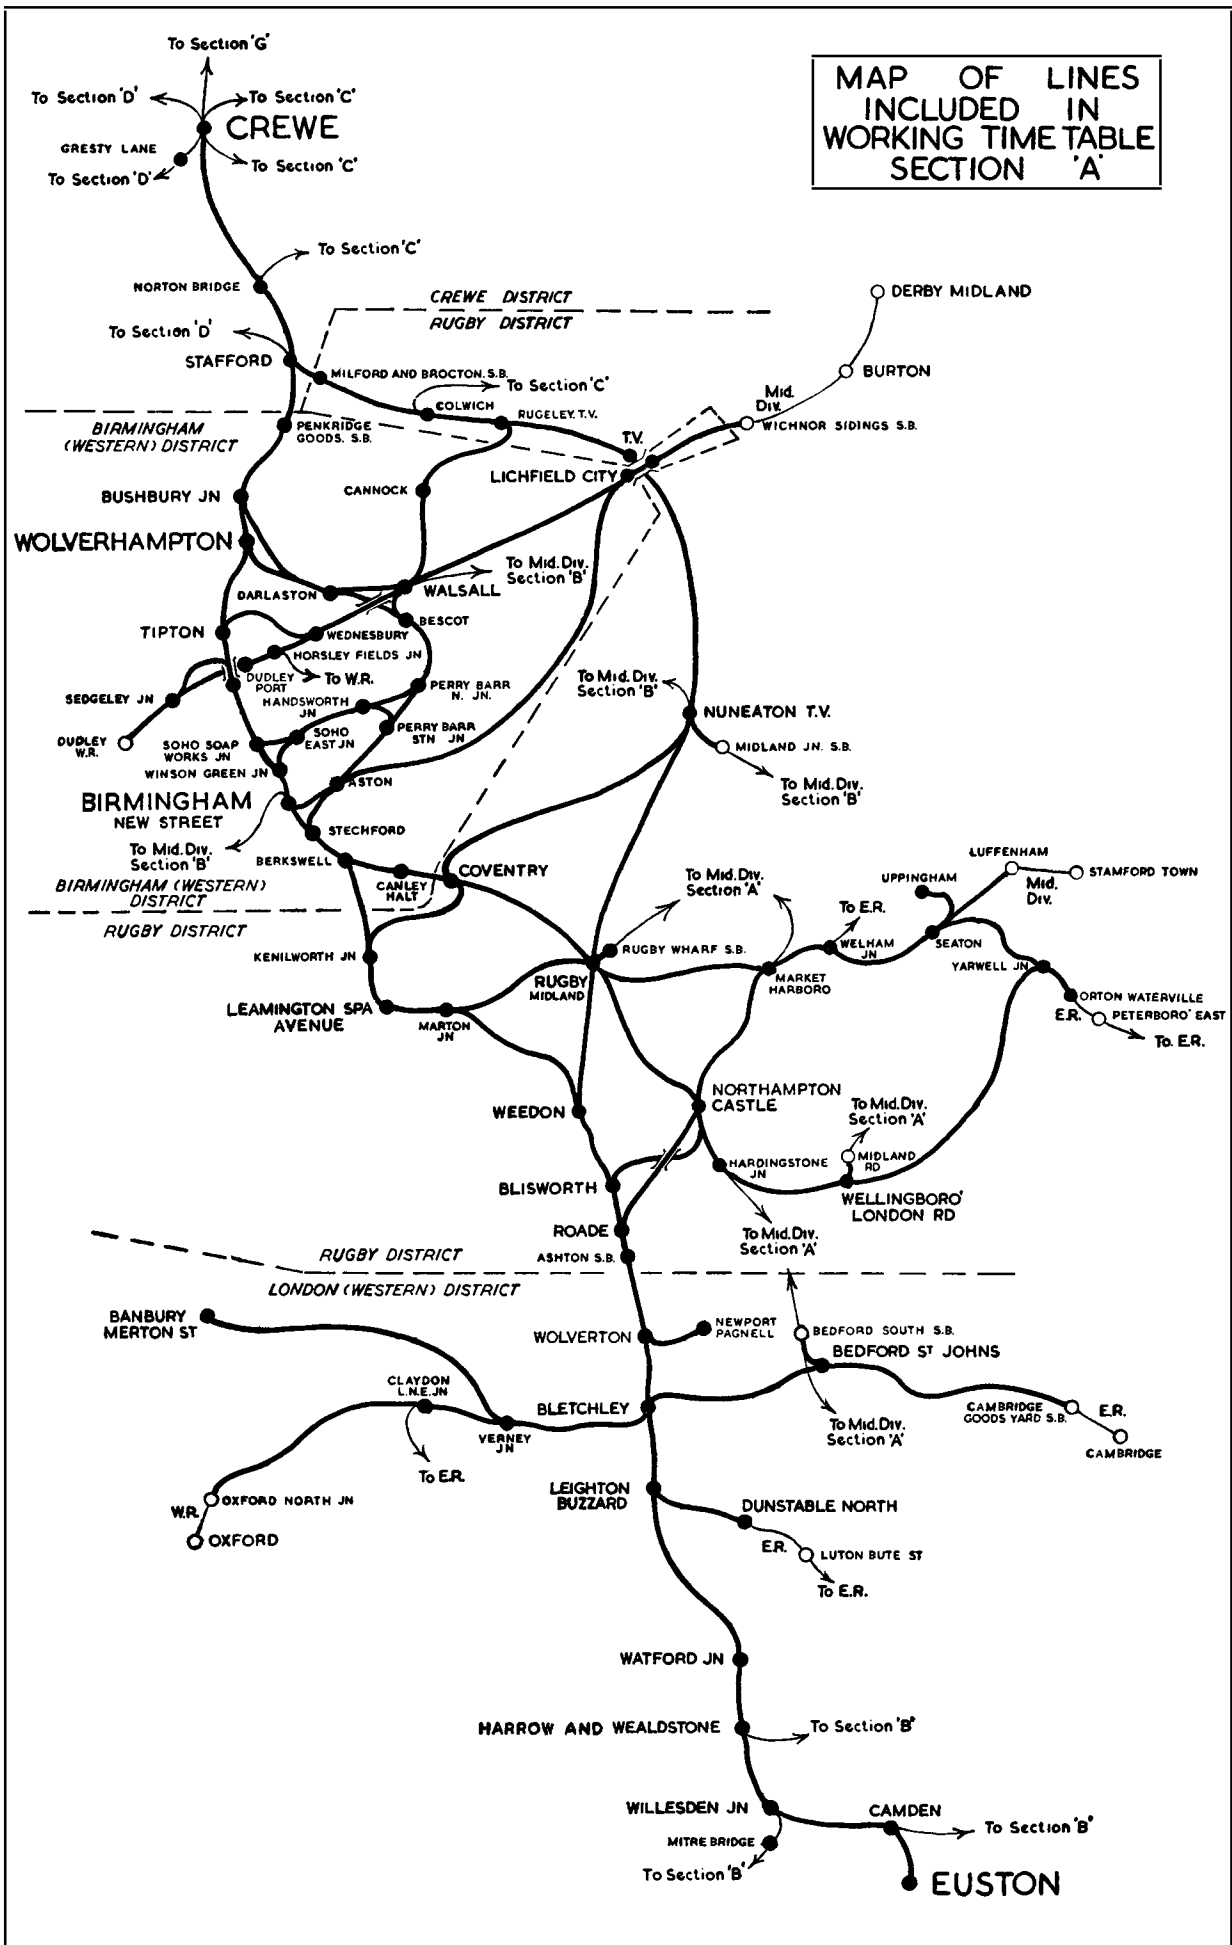 MAP OF LINES
INCLUDED IN
WORKING TIME TABLE
SECTION 'A'
To Section 'G'
To Section 'D'
To Section 'C'
CREWE
GRESTY LANE
To Section 'D'
To Section 'C'
To Section 'C'
NORTON BRIDGE
CREWE DISTRICT
RUGBY DISTRICT
DERBY MIDLAND
To Section 'D'
STAFFORD
MILFORD AND BROCTON. S.B.
To Section 'C'
BURTON
Mid.
Div.
COLWICH
RUGELEY. T.V.
WICHNOR SIDINGS S.B.
BIRMINGHAM
(WESTERN) DISTRICT
PENKRIDGE
GOODS. S.B.
T.V.
LICHFIELD CITY
BUSHBURY JN
CANNOCK
WOLVERHAMPTON
To Mid. Div.
Section 'B'
DARLASTON
WALSALL
BESCOT
TIPTON
WEDNESBURY
HORSLEY FIELDS JN
To W.R.
DUDLEY
PORT
SEDGELEY JN
HANDSWORTH
JN
PERRY BARR
N. JN.
To Mid. Div.
Section 'B'
NUNEATON T.V.
DUDLEY
W.R.
SOHO SOAP
WORKS JN
SOHO
EAST JN
PERRY BARR
STN JN
MIDLAND JN. S.B.
WINSON GREEN JN
ASTON
To Mid. Div.
Section 'B'
BIRMINGHAM
NEW STREET
STECHFORD
To Mid. Div.
Section 'B'
BERKSWELL
COVENTRY
CANLEY
HALT
BIRMINGHAM (WESTERN)
DISTRICT
RUGBY DISTRICT
To Mid. Div.
Section 'A'
LUFFENHAM
UPPINGHAM
Mid.
Div.
STAMFORD TOWN
To E.R.
KENILWORTH JN
RUGBY WHARF S.B.
WELHAM
JN
SEATON
YARWELL JN
RUGBY
MIDLAND
MARKET
HARBORO
LEAMINGTON SPA
AVENUE
MARTON
JN
ORTON WATERVILLE
E.R.
PETERBORO' EAST
To. E.R.
WEEDON
NORTHAMPTON
CASTLE
To Mid. Div.
Section 'A'
MIDLAND
RD
HARDINGSTONE
JN
BLISWORTH
WELLINGBORO'
LONDON RD
ROADE
To Mid. Div.
Section 'A'
ASHTON S.B.
RUGBY DISTRICT
LONDON (WESTERN) DISTRICT
BANBURY
MERTON ST
WOLVERTON
NEWPORT
PAGNELL
BEDFORD SOUTH S.B.
BEDFORD ST JOHNS
CLAYDON
L.N.E. JN
BLETCHLEY
VERNEY
JN
To Mid. Div.
Section 'A'
CAMBRIDGE
GOODS YARD S.B.
E.R.
CAMBRIDGE
To E.R.
W.R.
OXFORD NORTH JN
OXFORD
LEIGHTON
BUZZARD
DUNSTABLE NORTH
E.R.
LUTON BUTE ST
To E.R.
WATFORD JN
HARROW AND WEALDSTONE
To Section 'B'
WILLESDEN JN
CAMDEN
To Section 'B'
MITRE BRIDGE
To Section 'B'
EUSTON